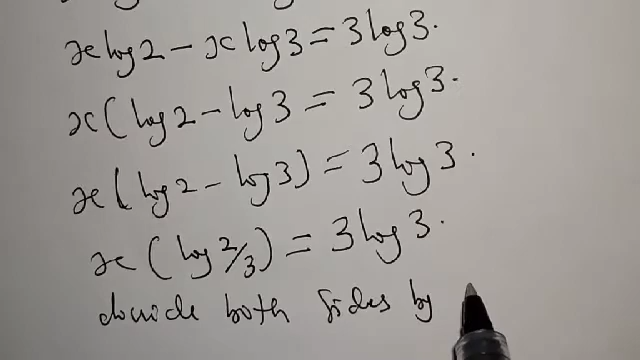 x log 2 - x log 3 = 3 log 3.
x ( log 2 - log 3 = 3 log 3.
x ( log 2 - log 3 ) = 3 log 3.
x ( log 2/3 ) = 3 log 3.
divide both sides by